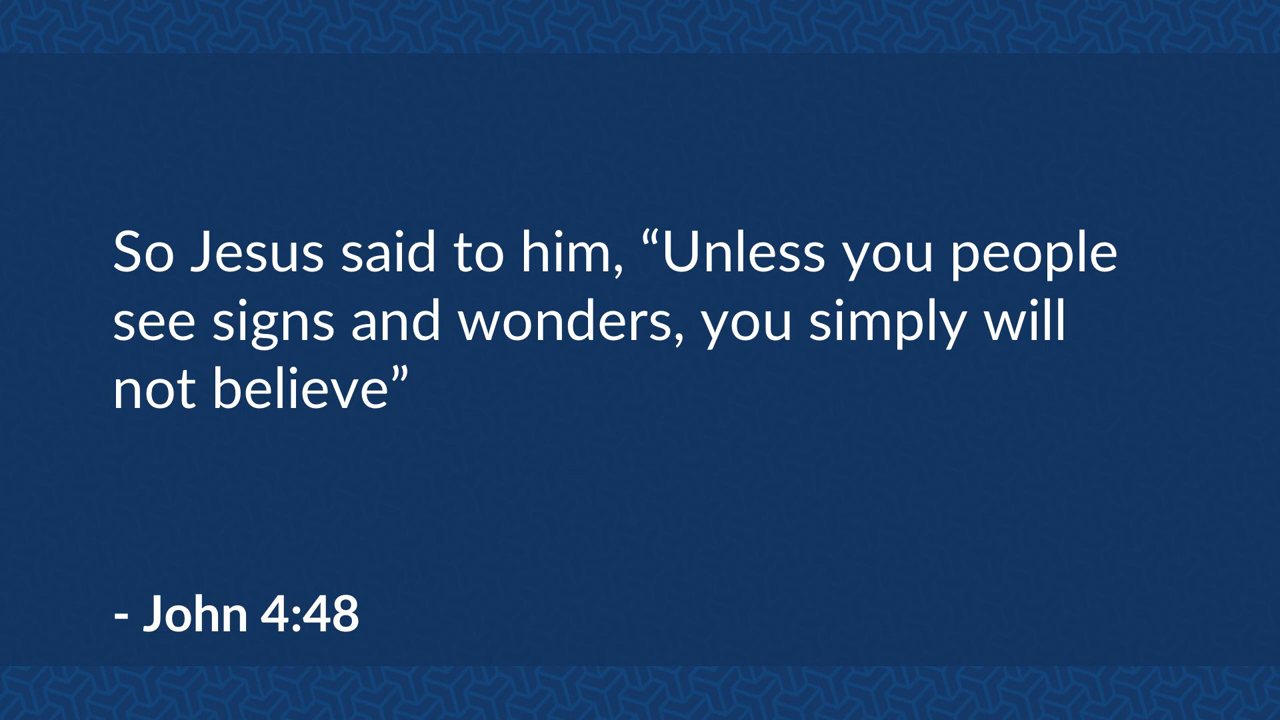 So Jesus said to him, “Unless you people
see signs and wonders, you simply will
not believe”
- John 4:48